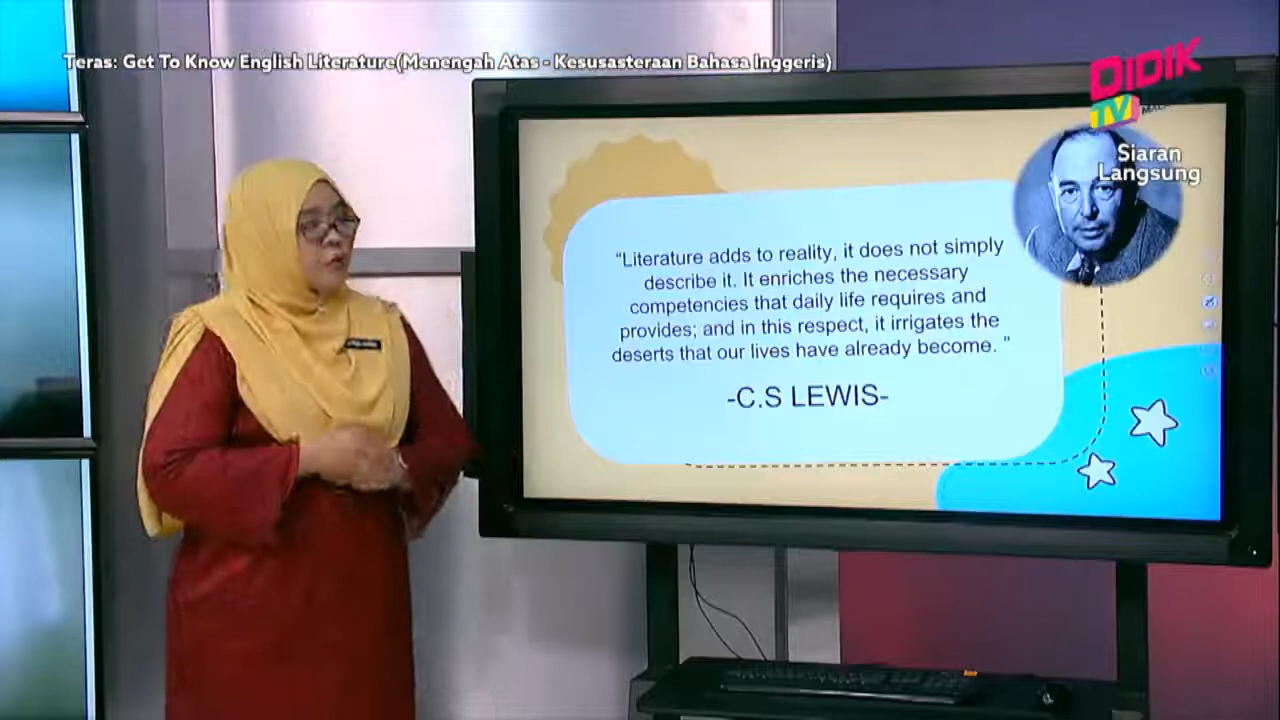 Teras: Get To Know English Literature(Menengah Atas - Kesusasteraan Bahasa Inggeris)
DIDIK
TV
Siaran
Langsung
“Literature adds to reality, it does not simply
describe it. It enriches the necessary
competencies that daily life requires and
provides; and in this respect, it irrigates the
deserts that our lives have already become. ”
-C.S LEWIS-